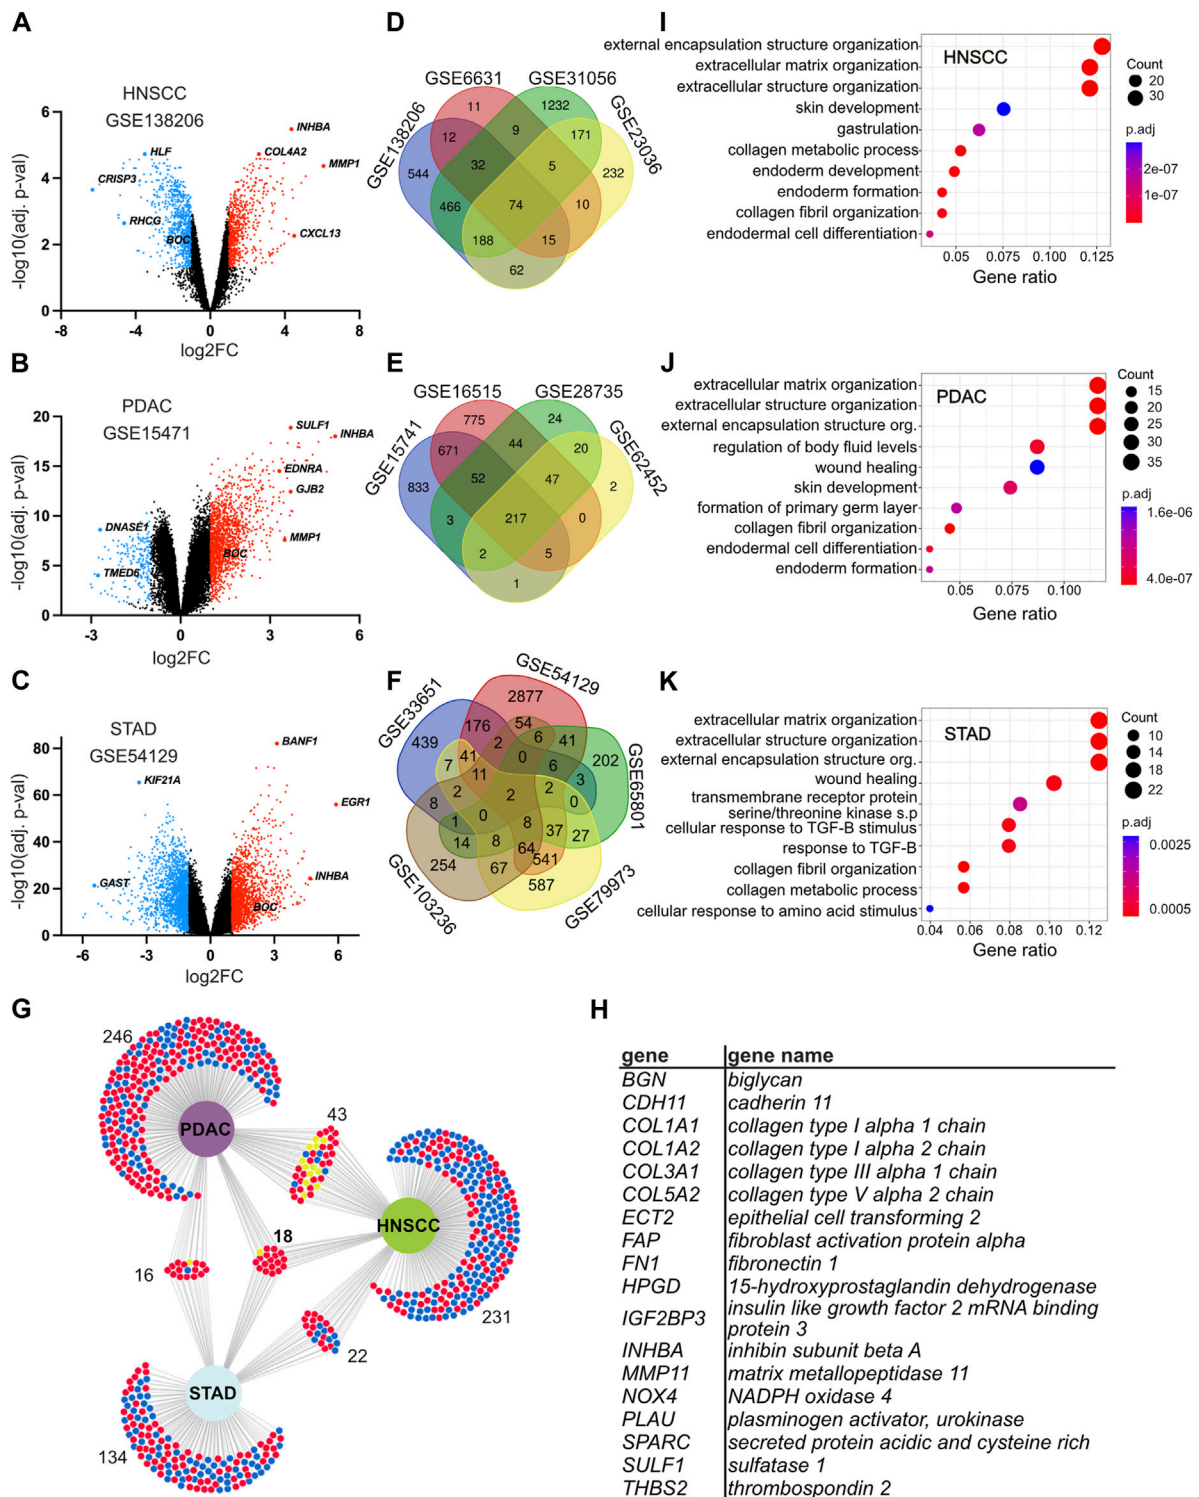 A
HNSCC
GSE138206
INHBA
HLF
COL4A2
MMP1
CRISP3
RHCG
BOC
CXCL13
-log10(adj. p-val)
6
4
2
0
-8
-4
0
4
8
log2FC
B
PDAC
GSE15471
SULF1
INHBA
EDNRA
GJB2
DNASE1
MMP1
BOC
TMED6
-log10(adj. p-val)
20
15
10
5
0
-3
0
3
6
log2FC
C
STAD
GSE54129
BANF1
KIF21A
EGR1
GAST
INHBA
BOC
-log10(adj. p-val)
80
60
40
20
0
-6
-3
0
3
6
log2FC
D
GSE138206
GSE6631
GSE31056
GSE23036
11
1232
12
9
171
544
32
5
232
466
74
10
188
15
62
E
GSE15741
GSE16515
GSE28735
GSE62452
775
24
671
44
20
833
52
47
2
3
217
0
2
5
1
F
GSE33651
GSE54129
GSE65801
GSE79973
GSE103236
2877
176
54
439
2
6
41
41
0
202
7
11
6
3
2
2
2
0
8
0
8
1
37
27
14
8
64
254
67
541
587
G
246
PDAC
43
HNSCC
18
16
231
22
STAD
134
H
gene gene name
BGN biglycan
CDH11 cadherin 11
COL1A1 collagen type I alpha 1 chain
COL1A2 collagen type I alpha 2 chain
COL3A1 collagen type III alpha 1 chain
COL5A2 collagen type V alpha 2 chain
ECT2 epithelial cell transforming 2
FAP fibroblast activation protein alpha
FN1 fibronectin 1
HPGD 15-hydroxyprostaglandin dehydrogenase
IGF2BP3 insulin like growth factor 2 mRNA binding
protein 3
INHBA inhibin subunit beta A
MMP11 matrix metallopeptidase 11
NOX4 NADPH oxidase 4
PLAU plasminogen activator, urokinase
SPARC secreted protein acidic and cysteine rich
SULF1 sulfatase 1
THBS2 thrombospondin 2
I
HNSCC
external encapsulation structure organization
extracellular matrix organization
extracellular structure organization
skin development
gastrulation
collagen metabolic process
endoderm development
endoderm formation
collagen fibril organization
endodermal cell differentiation
0.05
0.075
0.100
0.125
Gene ratio
Count
20
30
p.adj
2e-07
1e-07
J
PDAC
extracellular matrix organization
extracellular structure organization
external encapsulation structure org.
regulation of body fluid levels
wound healing
skin development
formation of primary germ layer
collagen fibril organization
endodermal cell differentiation
endoderm formation
0.05
0.075
0.100
Gene ratio
Count
15
20
25
30
35
p.adj
1.6e-06
4.0e-07
K
STAD
extracellular matrix organization
extracellular structure organization
external encapsulation structure org.
wound healing
transmembrane receptor protein
serine/threonine kinase s.p
cellular response to TGF-B stimulus
response to TGF-B
collagen fibril organization
collagen metabolic process
cellular response to amino acid stimulus
0.04
0.06
0.08
0.10
0.12
Gene ratio
Count
10
14
18
22
p.adj
0.0025
0.0005